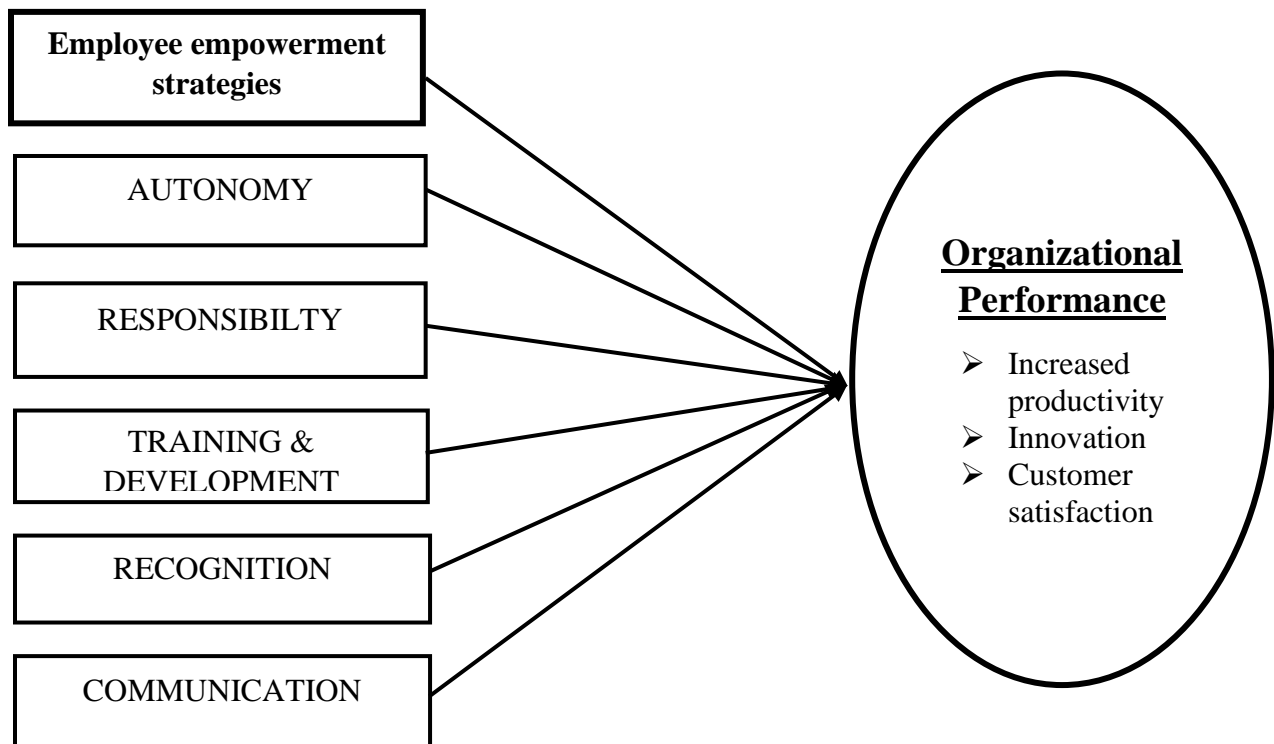 Employee empowerment
strategies
AUTONOMY
RESPONSIBILTY
TRAINING &
DEVELOPMENT
RECOGNITION
COMMUNICATION
Organizational
Performance
➢ Increased
productivity
➢ Innovation
➢ Customer
satisfaction